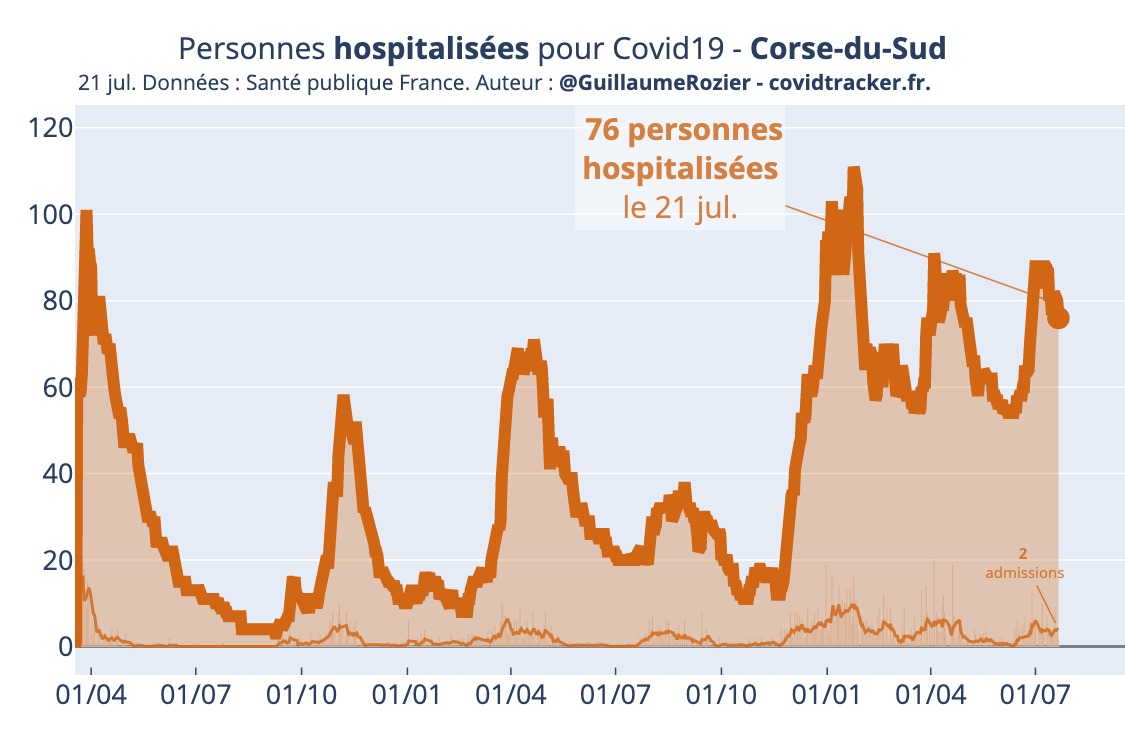 Personnes hospitalisées pour Covid19 - Corse-du-Sud
21 jul. Données : Santé publique France. Auteur : @GuillaumeRozier - covidtracker.fr.
76 personnes
hospitalisées
le 21 jul.
120
100
80
60
40
20
0
2
admissions
01/04 01/07 01/10 01/01 01/04 01/07 01/10 01/01 01/04 01/07